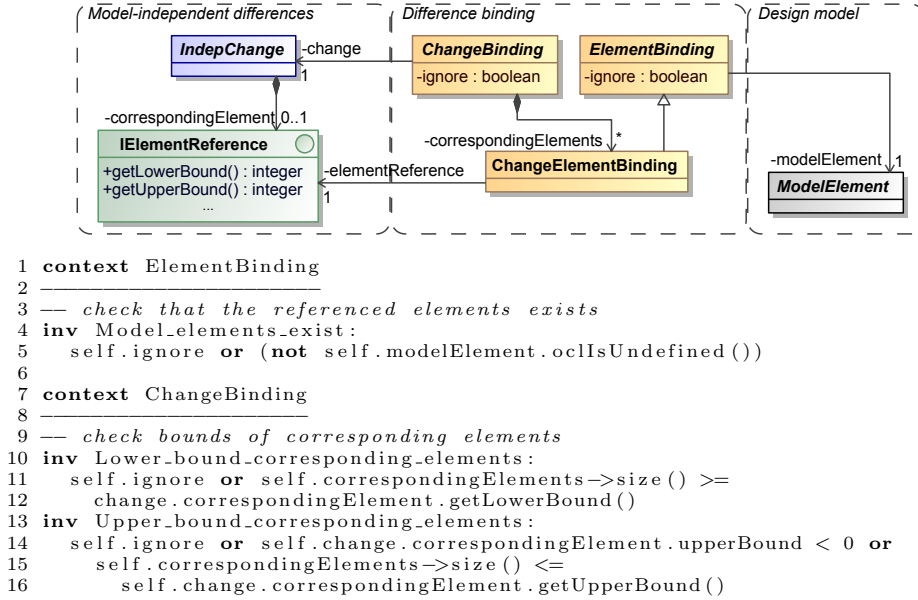 Model-independent differences
Difference binding
Design model
IndepChange
-change
1
ChangeBinding
-ignore : boolean
ElementBinding
-ignore : boolean
-correspondingElement 0..1
IElementReference
+getLowerBound() : integer
+getUpperBound() : integer
...
-elementReference
1
-correspondingElements
*
ChangeElementBinding
-modelElement
1
ModelElement
1 context ElementBinding
2 ——————————————————————
3 -- check that the referenced elements exists
4 inv Model_elements_exist:
5 self.ignore or (not self.modelElement.oclIsUndefined())
6
7 context ChangeBinding
8 —————————————————————
9 -- check bounds of corresponding elements
10 inv Lower_bound_corresponding_elements:
11 self.ignore or self.correspondingElements->size() >=
12 change.correspondingElement.getLowerBound()
13 inv Upper_bound_corresponding_elements:
14 self.ignore or self.change.correspondingElement.upperBound < 0 or
15 self.correspondingElements->size() <=
16 self.change.correspondingElement.getUpperBound()